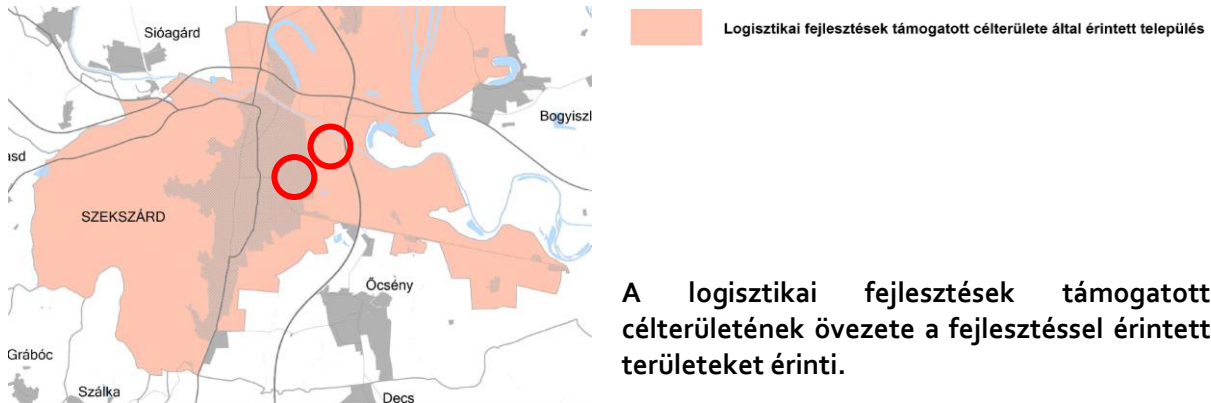 Sióagárd
Bogyiszl
asd
SZEKSZÁRD
Őcsény
Grábóc
Szálka
Decs
Logisztikai fejlesztések támogatott célterülete által érintett település
A logisztikai fejlesztések támogatott
célterületének övezete a fejlesztéssel érintett
területeket érinti.